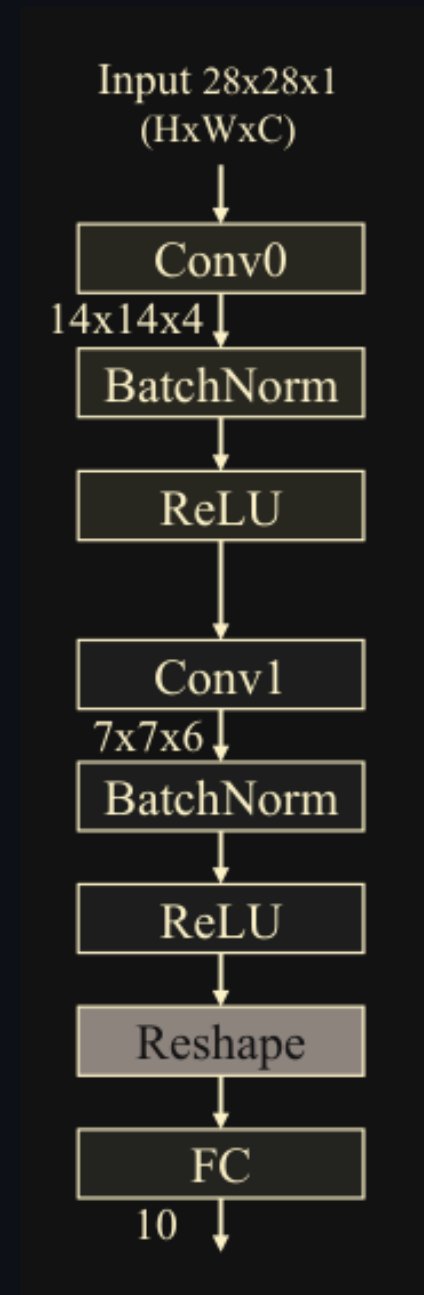 Input 28x28x1
(HxWxC)
Conv0
14x14x4
BatchNorm
ReLU
Conv1
7x7x6
BatchNorm
ReLU
Reshape
FC
10